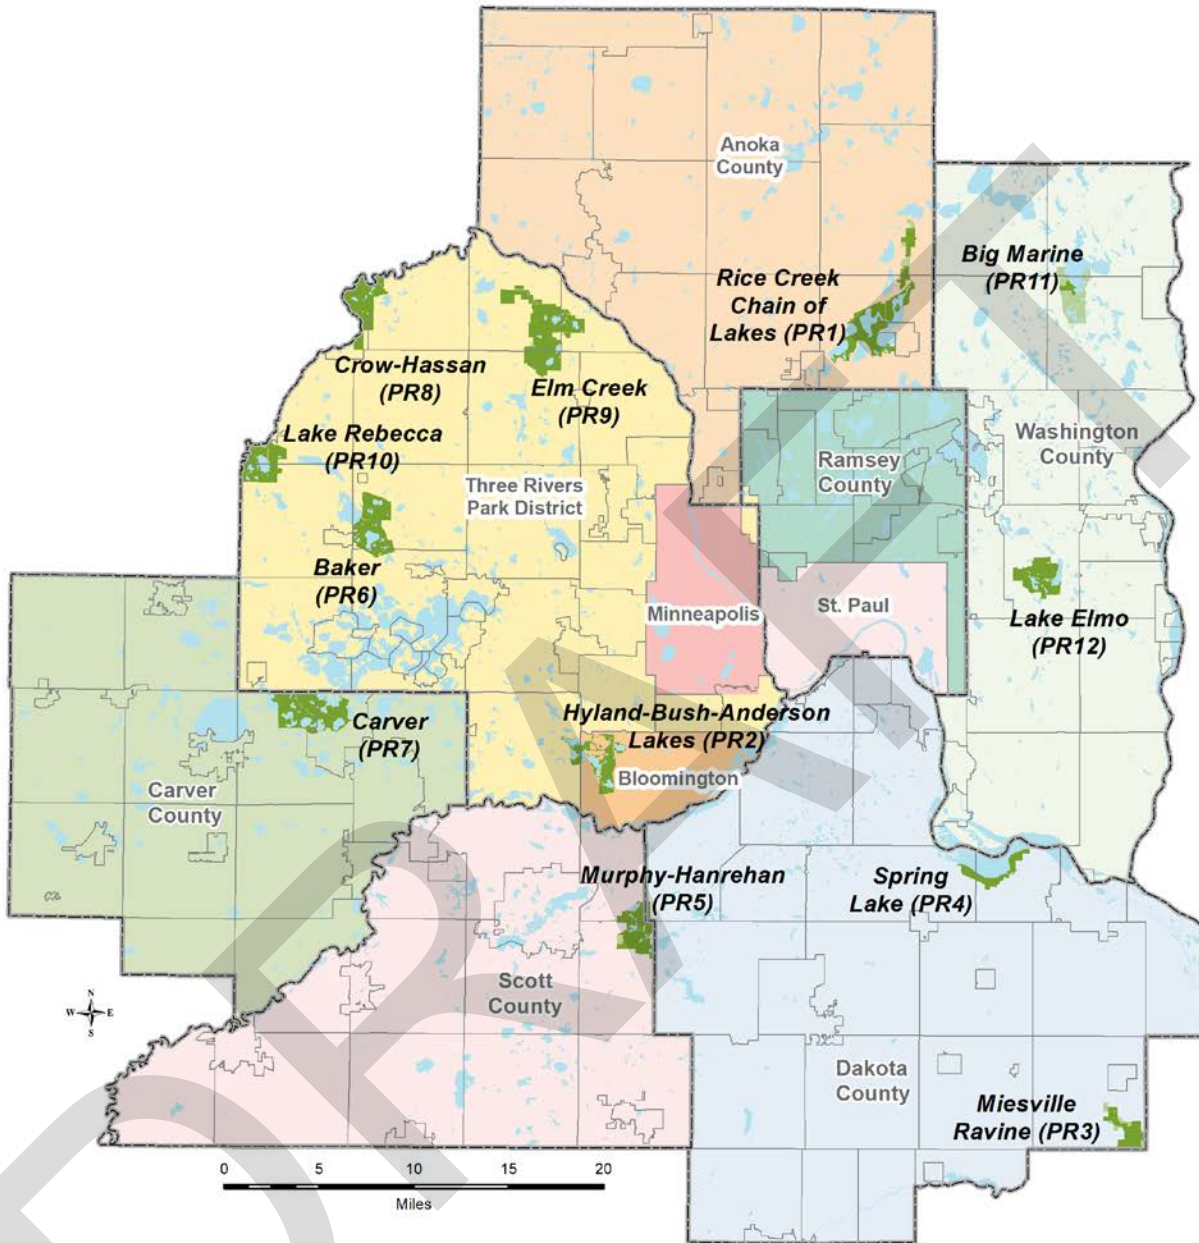 Anoka
County
Big Marine
(PR11)
Rice Creek
Chain of
Lakes (PR1)
Crow-Hassan
(PR8)
Elm Creek
(PR9)
Lake Rebecca
(PR10)
Washington
County
Ramsey
County
Three Rivers
Park District
Baker
(PR6)
Minneapolis
St. Paul
Lake Elmo
(PR12)
Carver
(PR7)
Hyland-Bush-Anderson
Lakes (PR2)
Bloomington
Carver
County
Murphy-Hanrehan
(PR5)
Spring
Lake (PR4)
Scott
County
N
W E
S
Dakota
County
Miesville
Ravine (PR3)
0 5 10 15 20
Miles
DRAFT